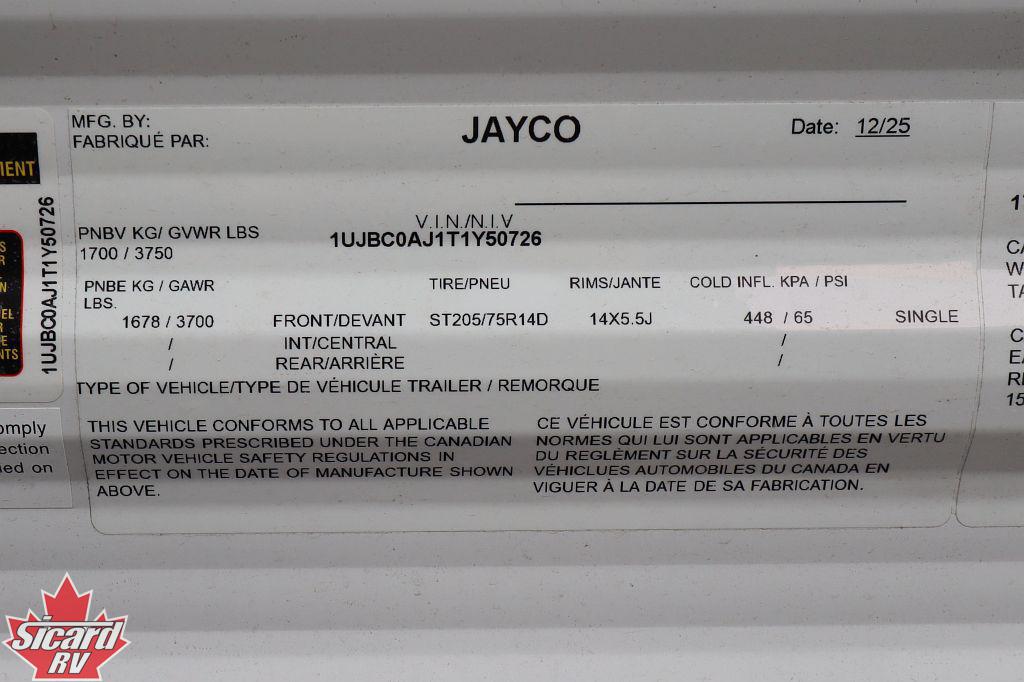 MFG. BY:
FABRIQUÉ PAR:
JAYCO
Date: 12/25
V.I.N./N.I.V
PNBV KG/ GVWR LBS
1UJBC0AJ1T1Y50726
1700 / 3750
PNBE KG / GAWR
LBS.
TIRE/PNEU RIMS/JANTE COLD INFL. KPA / PSI
1678 / 3700 FRONT/DEVANT ST205/75R14D 14X5.5J 448 / 65 SINGLE
/ INT/CENTRAL /
/ REAR/ARRIÈRE /
TYPE OF VEHICLE/TYPE DE VÉHICULE TRAILER / REMORQUE
THIS VEHICLE CONFORMS TO ALL APPLICABLE
STANDARDS PRESCRIBED UNDER THE CANADIAN
MOTOR VEHICLE SAFETY REGULATIONS IN
EFFECT ON THE DATE OF MANUFACTURE SHOWN
ABOVE.
CE VÉHICULE EST CONFORME À TOUTES LES
NORMES QUI LUI SONT APPLICABLES EN VERTU
DU REGLÈMENT SUR LA SÉCURITÉ DES
VÉHICLUES AUTOMOBILES DU CANADA EN
VIGUER À LA DATE DE SA FABRICATION.
1UJBC0AJ1T1Y50726
on
Sicard
RV